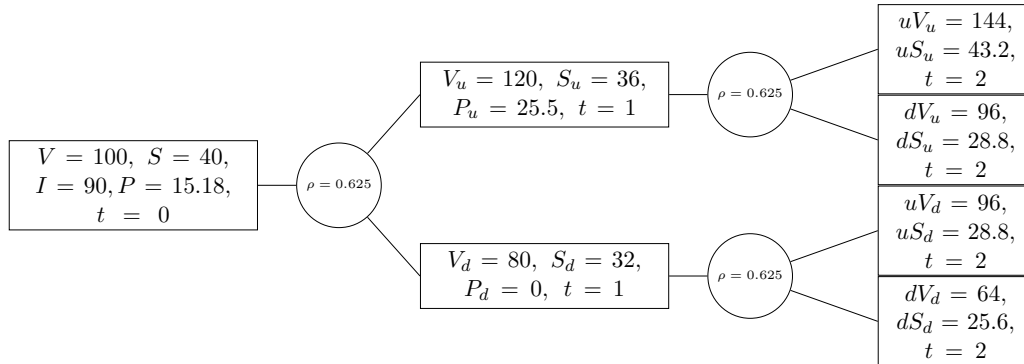 V = 100, S = 40,
I = 90, P = 15.18,
t = 0
ρ = 0.625
V_u = 120, S_u = 36,
P_u = 25.5, t = 1
V_d = 80, S_d = 32,
P_d = 0, t = 1
ρ = 0.625
ρ = 0.625
uV_u = 144,
uS_u = 43.2,
t = 2
dV_u = 96,
dS_u = 28.8,
t = 2
uV_d = 96,
uS_d = 28.8,
t = 2
dV_d = 64,
dS_d = 25.6,
t = 2